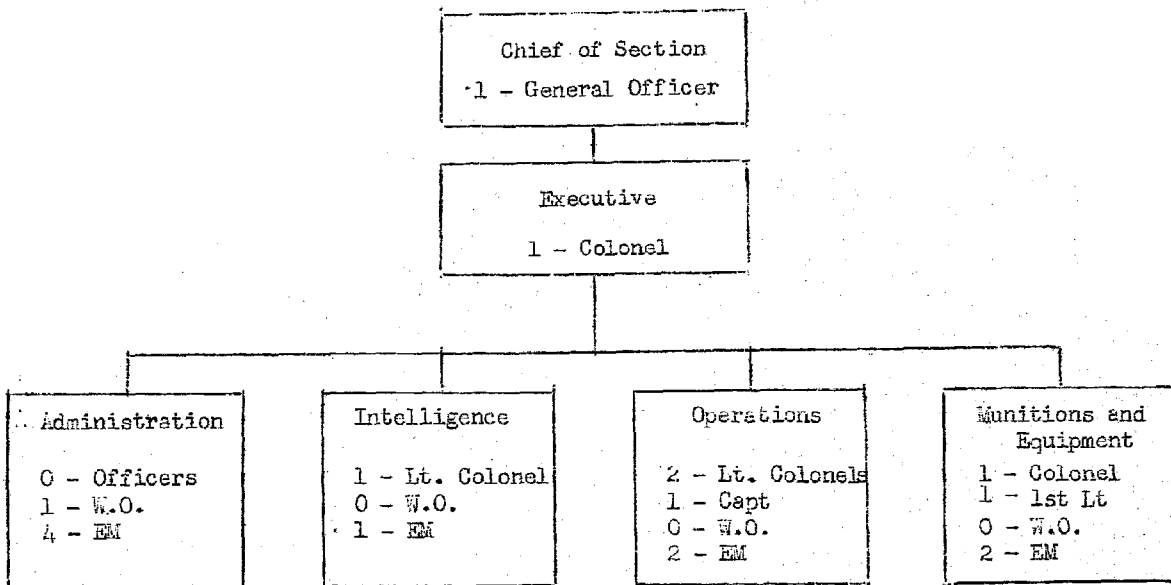 Chief of Section
1 - General Officer
Executive
1 - Colonel
Administration
0 - Officers
1 - W.O.
4 - EM
Intelligence
1 - Lt. Colonel
0 - W.O.
1 - EM
Operations
2 - Lt. Colonels
1 - Capt
0 - W.O.
2 - EM
Munitions and
Equipment
1 - Colonel
1 - 1st Lt
0 - W.O.
2 - EM